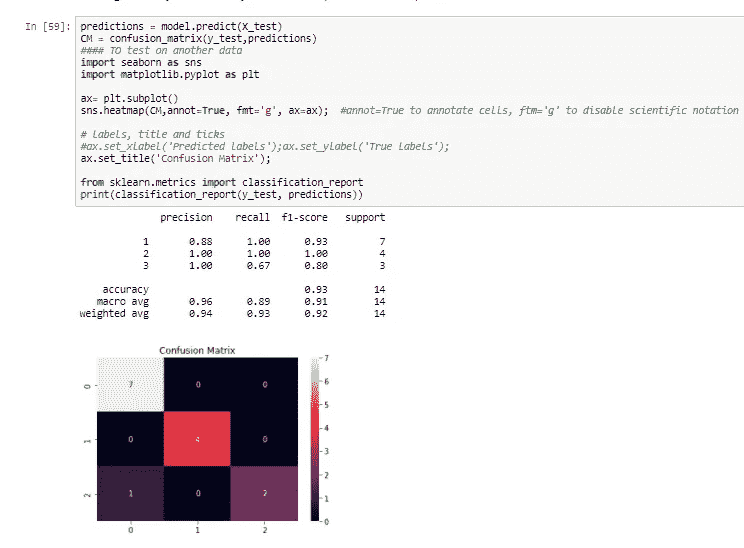 In [59]: predictions = model.predict(X_test)
CM = confusion_matrix(y_test,predictions)
#### TO test on another data
import seaborn as sns
import matplotlib.pyplot as plt
ax= plt.subplot()
sns.heatmap(CM,annot=True, fmt='g', ax=ax); #annot=True to annotate cells, ftm='g' to disable scientific notation
# labels, title and ticks
#ax.set_xlabel('Predicted labels');ax.set_ylabel('True labels');
ax.set_title('Confusion Matrix');
from sklearn.metrics import classification_report
print(classification_report(y_test, predictions))
precision recall f1-score support
1 0.88 1.00 0.93 7
2 1.00 1.00 1.00 4
3 1.00 0.67 0.80 3
accuracy 0.93 14
macro avg 0.96 0.89 0.91 14
weighted avg 0.94 0.93 0.92 14
Confusion Matrix
0 7 0 0
1 0 4 0
2 1 0 2
0 1 2
7
6
5
4
3
2
1
0